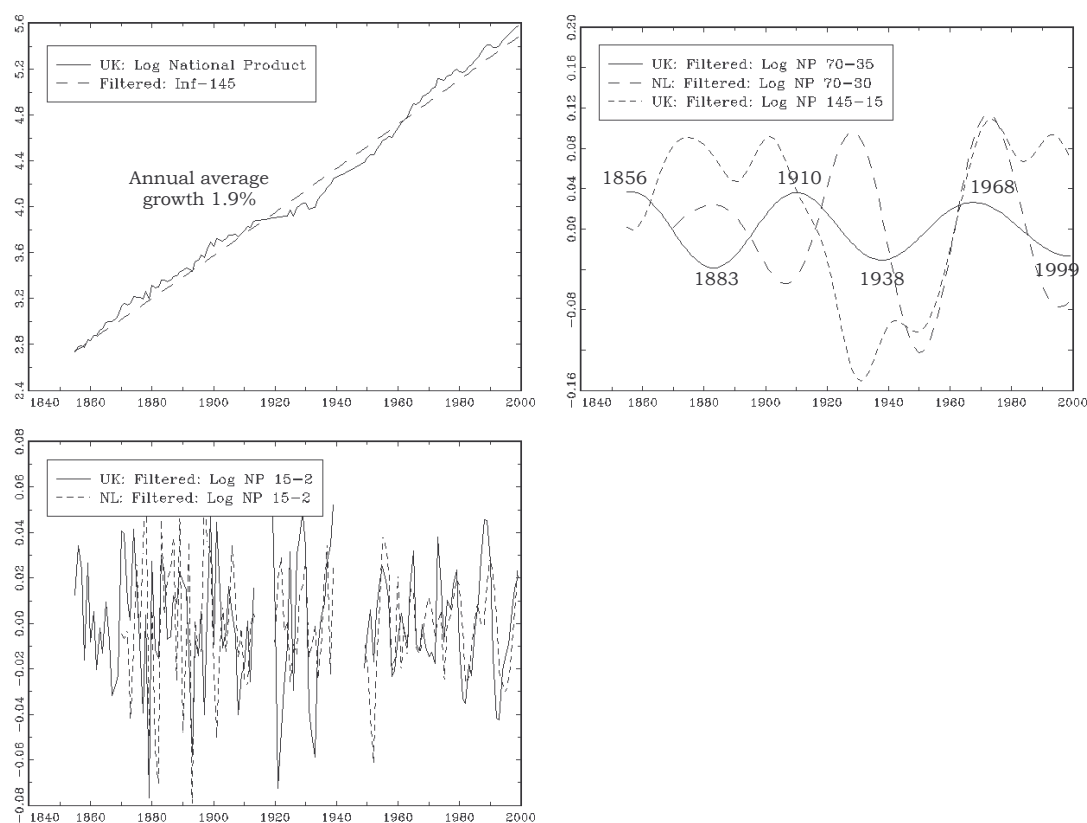 5.6
5.2
4.8
4.4
4.0
3.6
3.2
2.8
2.4
UK: Log National Product
Filtered: Inf-145
Annual average
growth 1.9%
1840 1860 1880 1900 1920 1940 1960 1980 2000
0.20
0.16
0.12
0.08
0.04
0.00
-0.08
-0.16
UK: Filtered: Log NP 70-35
NL: Filtered: Log NP 70-30
UK: Filtered: Log NP 145-15
1856
1910
1968
1883
1938
1999
1840 1860 1880 1900 1920 1940 1960 1980 2000
0.08
0.06
0.04
0.02
0.00
-0.02
-0.04
-0.06
-0.08
UK: Filtered: Log NP 15-2
NL: Filtered: Log NP 15-2
1840 1860 1880 1900 1920 1940 1960 1980 2000